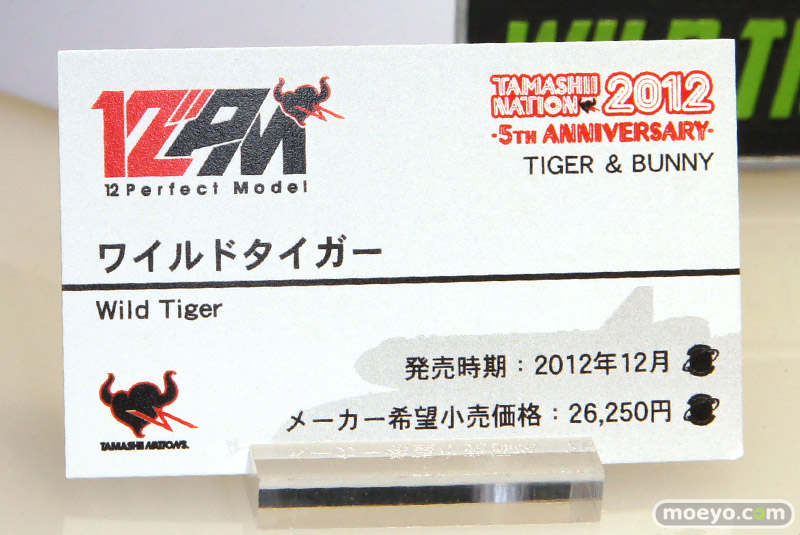 WILD TI
12"PM
12 Perfect Model
TAMASHII
NATION 2012
-5TH ANNIVERSARY-
TIGER & BUNNY
ワイルドタイガー
Wild Tiger
発売時期：2012年12月
メーカー希望小売価格：26,250円
TAMASHII NATIONS
moeyo.com